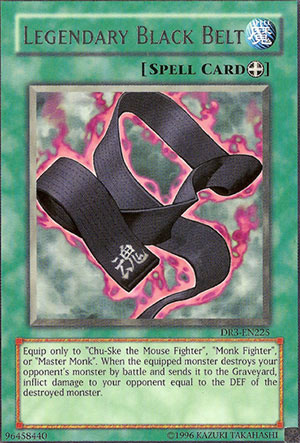 LEGENDARY BLACK BELT 魔
[SPELL CARD]
魂
DR3-EN225
Equip only to "Chu-Ske the Mouse Fighter", "Monk Fighter",
or "Master Monk". When the equipped monster destroys your
opponent's monster by battle and sends it to the Graveyard,
inflict damage to your opponent equal to the DEF of the
destroyed monster.
96458440
©1996 KAZUKI TAKAHASHI